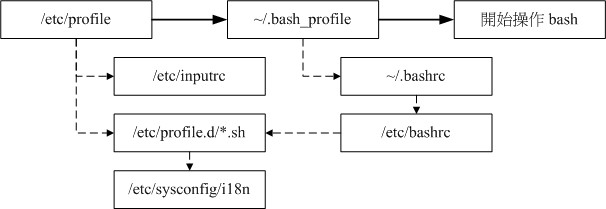 /etc/profile
~/.bash_profile
開始操作 bash
/etc/inputrc
~/.bashrc
/etc/profile.d/*.sh
/etc/bashrc
/etc/sysconfig/i18n